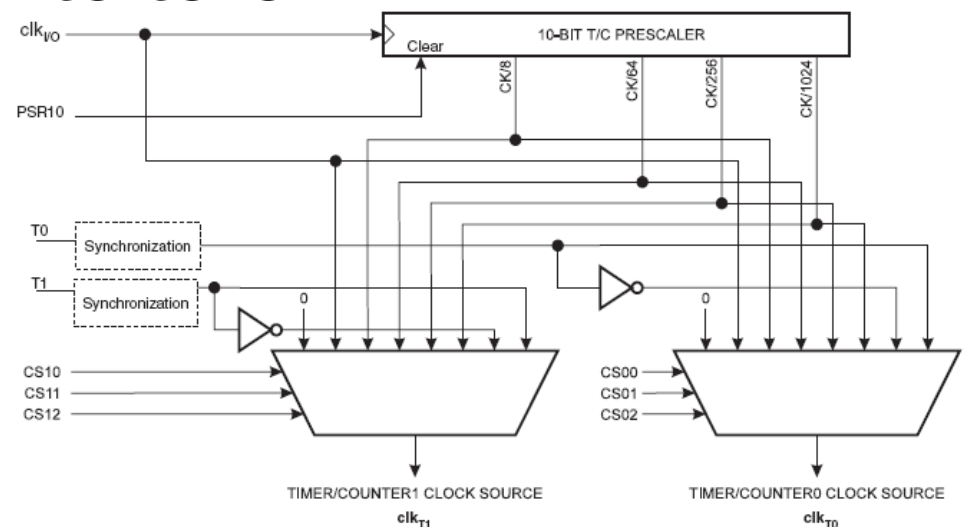 clkI/O
10-BIT T/C PRESCALER
Clear
CK/8
CK/64
CK/256
CK/1024
PSR10
T0
Synchronization
T1
Synchronization
0
0
CS10
CS11
CS12
CS00
CS01
CS02
TIMER/COUNTER1 CLOCK SOURCE
clkT1
TIMER/COUNTER0 CLOCK SOURCE
clkT0